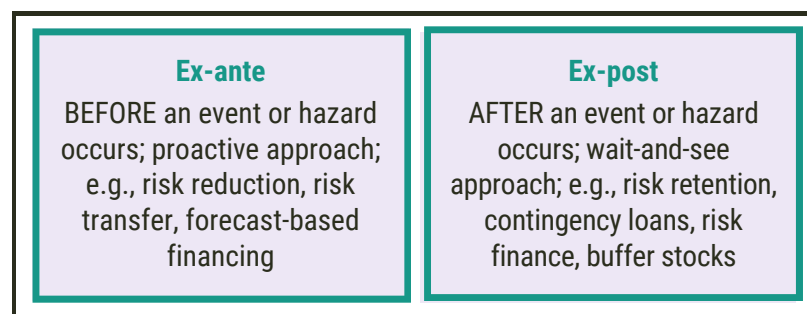 Ex-ante
BEFORE an event or hazard
occurs; proactive approach;
e.g., risk reduction, risk
transfer, forecast-based
financing
Ex-post
AFTER an event or hazard
occurs; wait-and-see
approach; e.g., risk retention,
contingency loans, risk
finance, buffer stocks